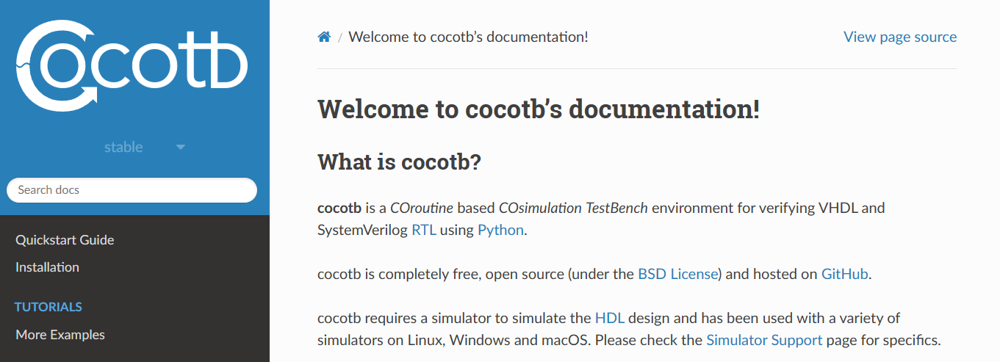 cocotb
stable
Search docs
Quickstart Guide
Installation
TUTORIALS
More Examples
/ Welcome to cocotb’s documentation!
View page source
Welcome to cocotb’s documentation!
What is cocotb?
cocotb is a COroutine based COsimulation TestBench environment for verifying VHDL and
SystemVerilog RTL using Python.
cocotb is completely free, open source (under the BSD License) and hosted on GitHub.
cocotb requires a simulator to simulate the HDL design and has been used with a variety of
simulators on Linux, Windows and macOS. Please check the Simulator Support page for specifics.